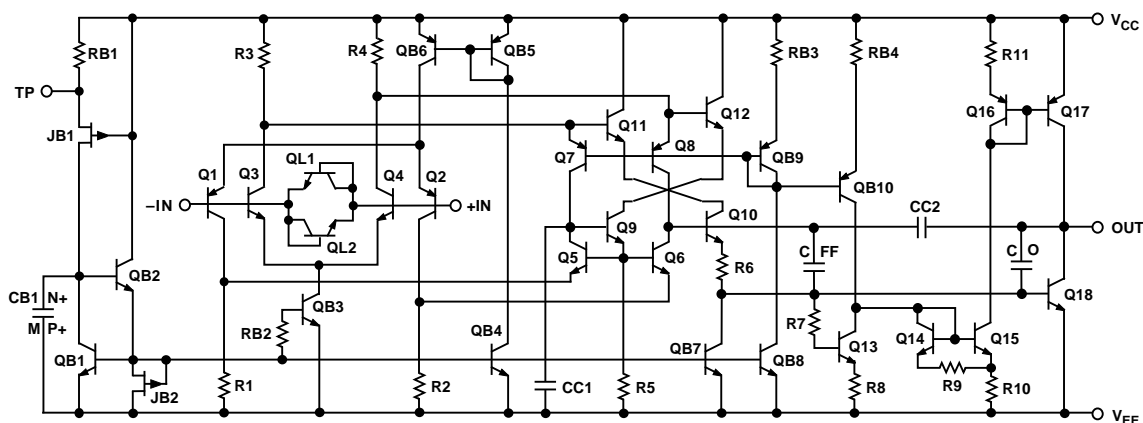 VCC
RB1
R3
R4
QB6
QB5
RB3
RB4
R11
TP
JB1
Q11
Q12
Q16
Q17
Q7
Q8
QB9
QB10
QL1
Q1
Q3
Q4
Q2
–IN
+IN
QL2
Q9
Q10
CC2
OUT
Q5
Q6
R6
C FF
C O
QB2
CB1 N+
M P+
QB3
RB2
QB4
R7
Q13
Q14
Q15
Q18
QB1
JB2
R1
R2
CC1
R5
QB7
QB8
R8
R9
R10
VEE